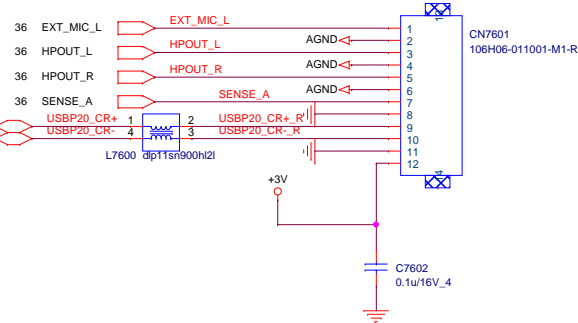 36 EXT_MIC_L EXT_MIC_L 1
CN7601
106H06-011001-M1-R
AGND 2
36 HPOUT_L HPOUT_L 3
AGND 4
36 HPOUT_R HPOUT_R 5
AGND 6
36 SENSE_A SENSE_A 7
8
USBP20_CR+ 1 2 USBP20_CR+_R 9
USBP20_CR- 4 3 USBP20_CR-_R 10
L7600 dlp11sn900hl2l
11
12
+3V
C7602
0.1u/16V_4